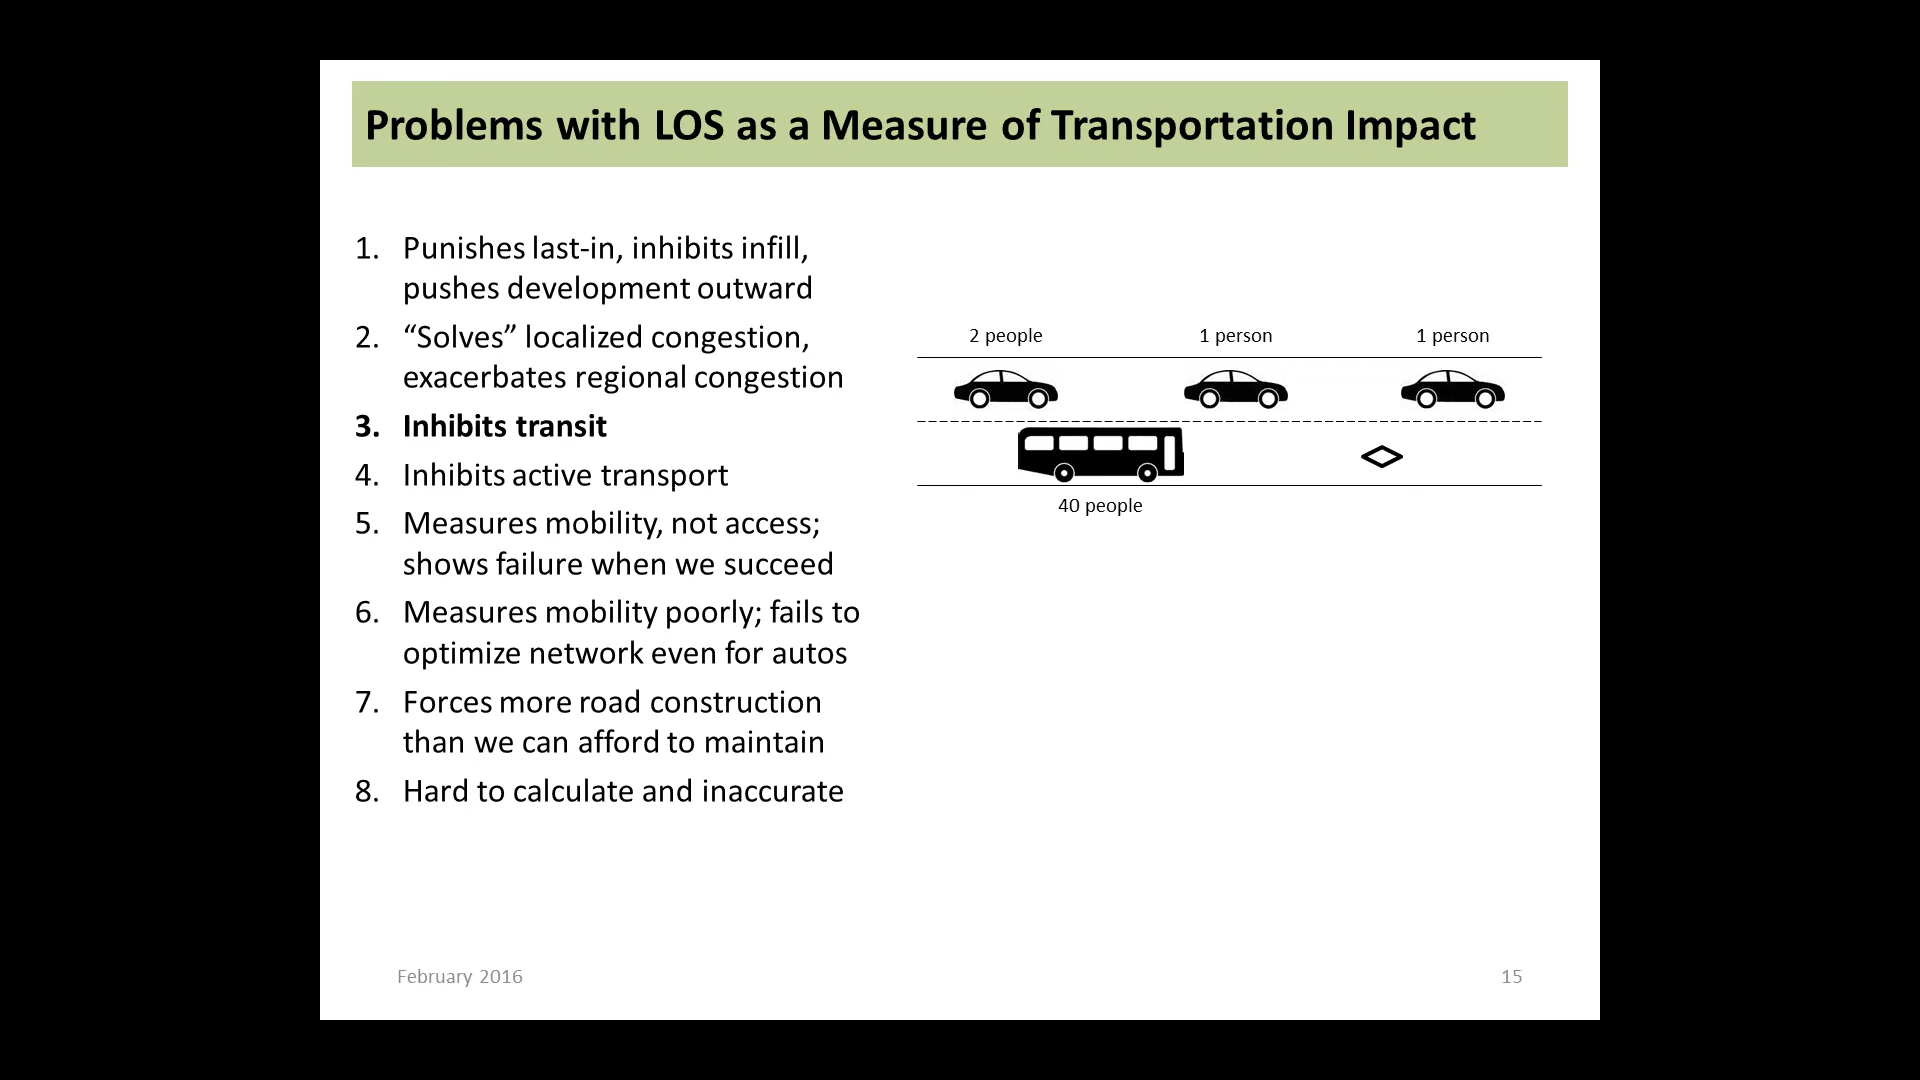 Problems with LOS as a Measure of Transportation Impact
1. Punishes last-in, inhibits infill,
pushes development outward
2. “Solves” localized congestion,
exacerbates regional congestion
3. Inhibits transit
4. Inhibits active transport
5. Measures mobility, not access;
shows failure when we succeed
6. Measures mobility poorly; fails to
optimize network even for autos
7. Forces more road construction
than we can afford to maintain
8. Hard to calculate and inaccurate
2 people
1 person
1 person
40 people
February 2016
15